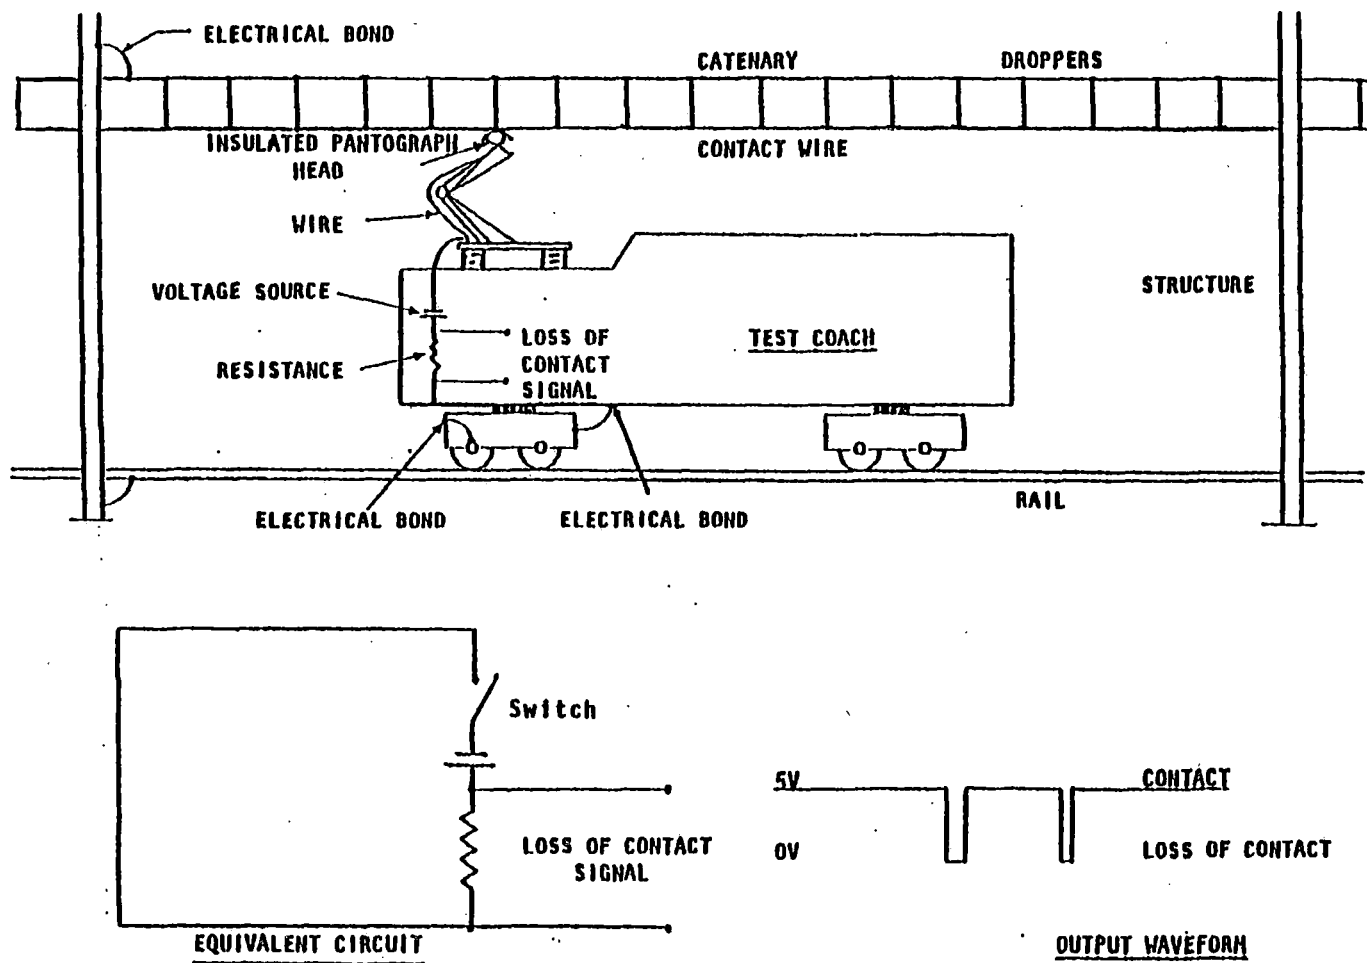 ELECTRICAL BOND
CATENARY
DROPPERS
INSULATED PANTOGRAPH
HEAD
CONTACT WIRE
WIRE
VOLTAGE SOURCE
STRUCTURE
RESISTANCE
LOSS OF
CONTACT
SIGNAL
TEST COACH
ELECTRICAL BOND
ELECTRICAL BOND
RAIL
Switch
5V
CONTACT
0V
LOSS OF CONTACT
LOSS OF CONTACT
SIGNAL
EQUIVALENT CIRCUIT
OUTPUT WAVEFORM